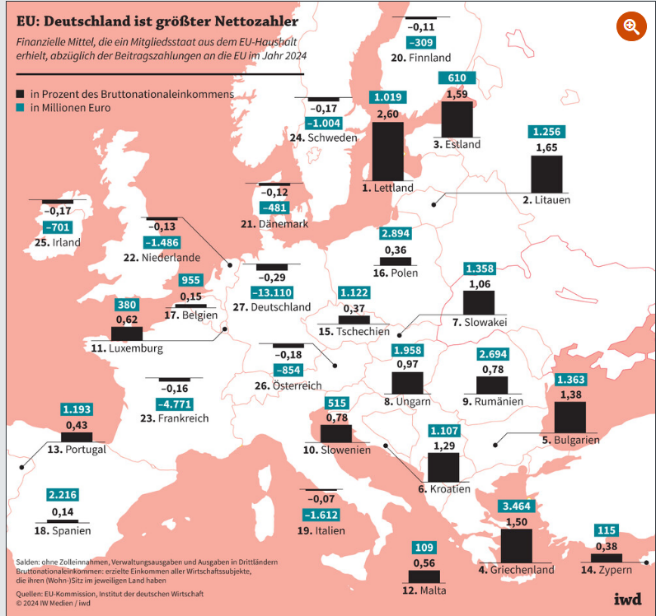 EU: Deutschland ist größter Nettozahler
Finanzielle Mittel, die ein Mitgliedsstaat aus dem EU-Haushalt
erhielt, abzüglich der Beitragszahlungen an die EU im Jahr 2024
in Prozent des Bruttonationaleinkommens
in Millionen Euro
–0,11
–309
20. Finnland
–0,17
–1.004
24. Schweden
1.019
2,60
1. Lettland
610
1,59
3. Estland
1.256
1,65
2. Litauen
–0,17
–701
25. Irland
–0,13
–1.486
22. Niederlande
–0,12
–481
21. Dänemark
2.894
0,36
16. Polen
955
0,15
17. Belgien
–0,29
–13.110
27. Deutschland
380
0,62
11. Luxemburg
1.122
0,37
15. Tschechien
1.358
1,06
7. Slowakei
–0,18
–854
26. Österreich
–0,16
–4.771
23. Frankreich
1.958
0,97
8. Ungarn
2.694
0,78
9. Rumänien
1.363
1,38
5. Bulgarien
1.193
0,43
13. Portugal
515
0,78
10. Slowenien
1.107
1,29
6. Kroatien
2.216
0,14
18. Spanien
–0,07
–1.612
19. Italien
3.464
1,50
4. Griechenland
115
0,38
14. Zypern
109
0,56
12. Malta
Salden: ohne Zolleinnahmen, Verwaltungsausgaben und Ausgaben in Drittländern
Bruttonationaleinkommen: erzielte Einkommen aller Wirtschaftssubjekte,
die ihren (Wohn-)Sitz im jeweiligen Land haben
Quellen: EU-Kommission, Institut der deutschen Wirtschaft
© 2024 IW Medien / iwd
iwd